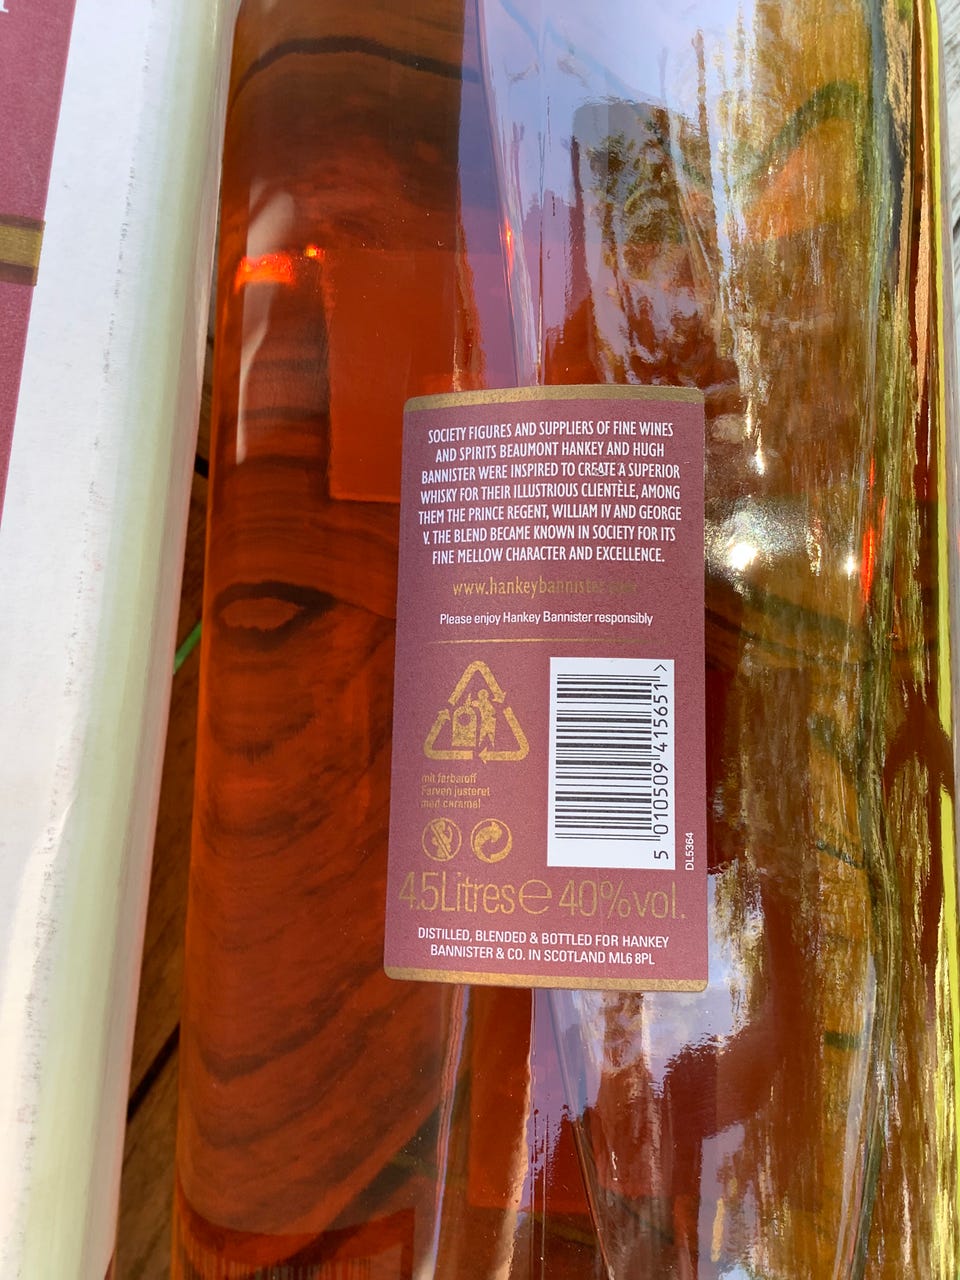 SOCIETY FIGURES AND SUPPLIERS OF FINE WINES
AND SPIRITS BEAUMONT HANKEY AND HUGH
BANNISTER WERE INSPIRED TO CREATE A SUPERIOR
WHISKY FOR THEIR ILLUSTRIOUS CLIENTÈLE, AMONG
THEM THE PRINCE REGENT, WILLIAM IV AND GEORGE
V. THE BLEND BECAME KNOWN IN SOCIETY FOR ITS
FINE MELLOW CHARACTER AND EXCELLENCE.
www.hankeybannister.com
Please enjoy Hankey Bannister responsibly
mit farbstoff
Farven justeret
med caramel
5 010509 415651 >
DL5364
4.5Litres ℮ 40%vol.
DISTILLED, BLENDED & BOTTLED FOR HANKEY
BANNISTER & CO. IN SCOTLAND ML6 8PL